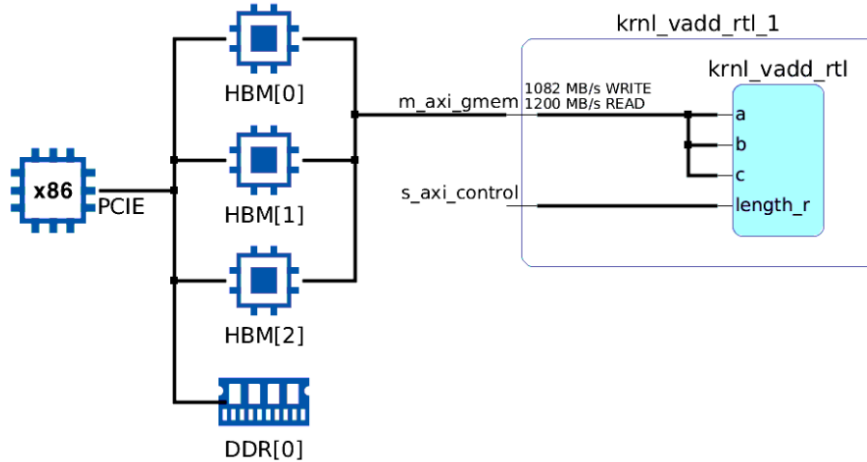 krnl_vadd_rtl_1
krnl_vadd_rtl
HBM[0]
m_axi_gmem
1082 MB/s WRITE
1200 MB/s READ
a
b
c
x86
PCIE
HBM[1]
s_axi_control
length_r
HBM[2]
DDR[0]